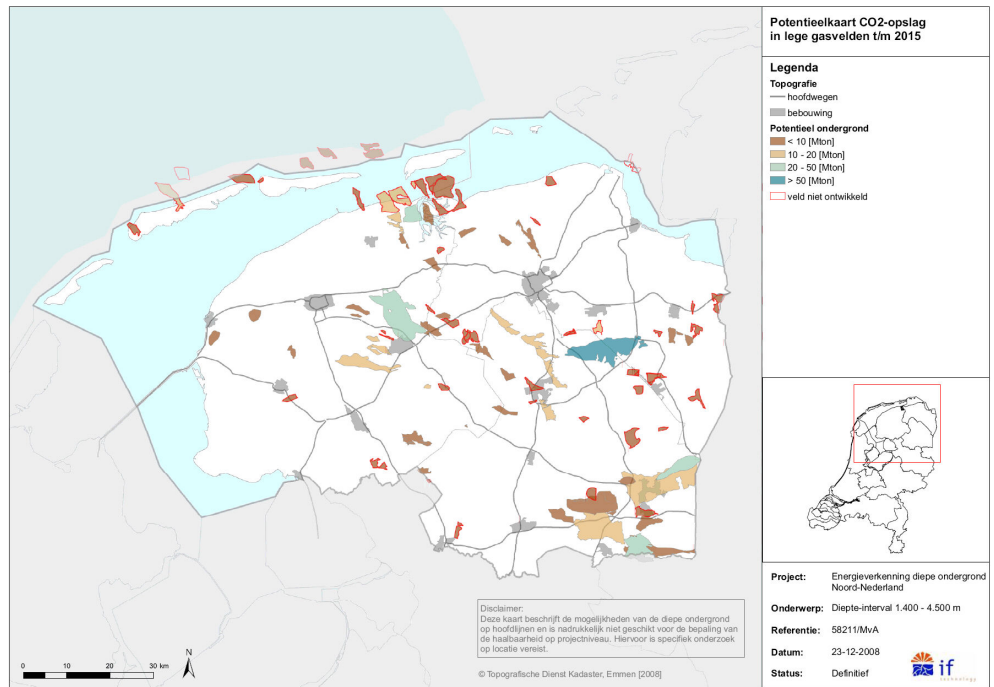 Potentieelkaart CO2-opslag
in lege gasvelden t/m 2015
Legenda
Topografie
hoofdwegen
bebouwing
Potentieel ondergrond
< 10 [Mton]
10 - 20 [Mton]
20 - 50 [Mton]
> 50 [Mton]
veld niet ontwikkeld
Project: Energieverkenning diepe ondergrond
Noord-Nederland
Onderwerp: Diepte-interval 1.400 - 4.500 m
Referentie: 58211/MvA
Datum: 23-12-2008
Status: Definitief
if
technology
Disclaimer:
Deze kaart beschrijft de mogelijkheden van de diepe ondergrond
op hoofdlijnen en is nadrukkelijk niet geschikt voor de bepaling van
de haalbaarheid op projectniveau. Hiervoor is specifiek onderzoek
op locatie vereist.
© Topografische Dienst Kadaster, Emmen [2008]
0 10 20 30 km
N